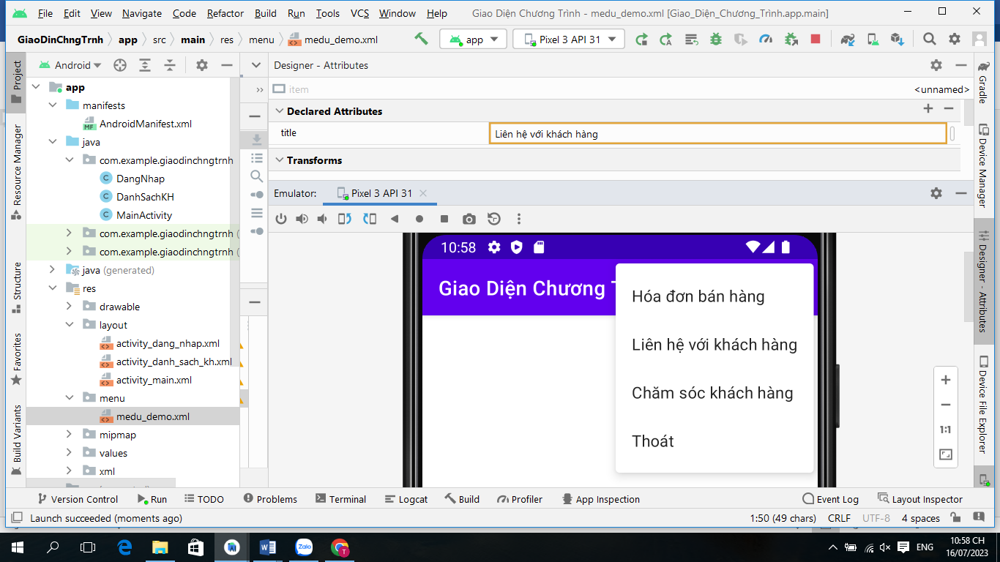 File Edit View Navigate Code Refactor Build Run Tools VCS Window Help Giao Diện Chương Trình - medu_demo.xml [Giao_Diện_Chương_Trình.app.main]
GiaoDinChngTrnh app src main res menu medu_demo.xml app Pixel 3 API 31
Project
Resource Manager
Structure
Favorites
Build Variants
Android
app
manifests
AndroidManifest.xml
java
com.example.giaodinchngtrnh
DangNhap
DanhSachKH
MainActivity
com.example.giaodinchngtrnh (
com.example.giaodinchngtrnh (
java (generated)
res
drawable
layout
activity_dang_nhap.xml
activity_danh_sach_kh.xml
activity_main.xml
menu
medu_demo.xml
mipmap
values
xml
Designer - Attributes
item <unnamed>
Declared Attributes
title Liên hệ với khách hàng
Transforms
Emulator: Pixel 3 API 31
10:58
Giao Diện Chương T
Hóa đơn bán hàng
Liên hệ với khách hàng
Chăm sóc khách hàng
Thoát
1:1
Gradle
Device Manager
Designer - Attributes
Device File Explorer
Version Control Run TODO Problems Terminal Logcat Build Profiler App Inspection Event Log Layout Inspector
Launch succeeded (moments ago) 1:50 (49 chars) CRLF UTF-8 4 spaces
Zalo T ENG 10:58 CH
16/07/2023